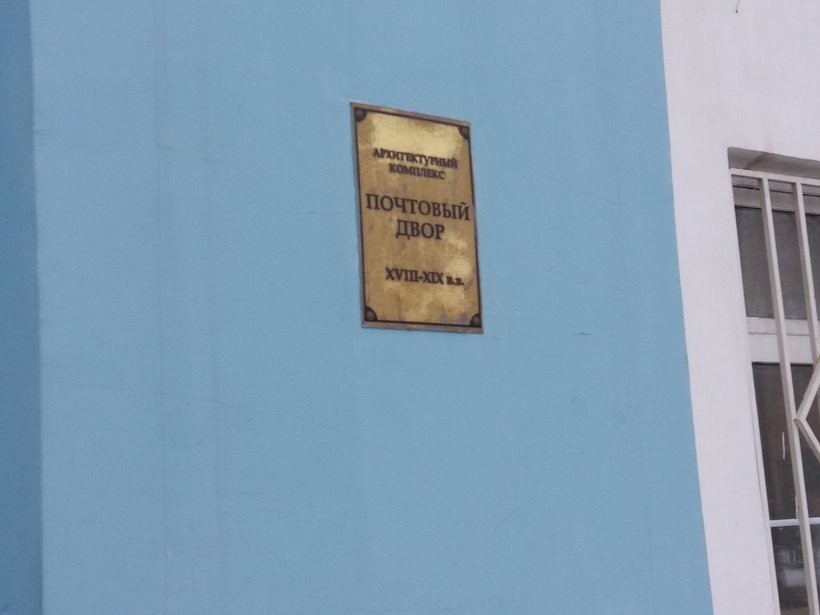 АРХИТЕКТУРНЫЙ
КОМПЛЕКС
ПОЧТОВЫЙ
ДВОР
XVIII-XIX в.в.